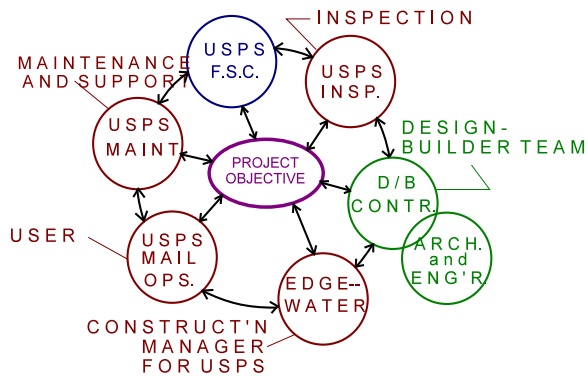 INSPECTION
USPS
F.S.C.
MAINTENANCE
AND SUPPORT
USPS
INSP.
USPS
MAINT.
DESIGN-
BUILDER TEAM
PROJECT
OBJECTIVE
D/B
CONTR.
USER
USPS
MAIL
OPS.
ARCH.
and
ENG'R.
EDGE--
WATER
CONSTRUCT'N
MANAGER
FOR USPS